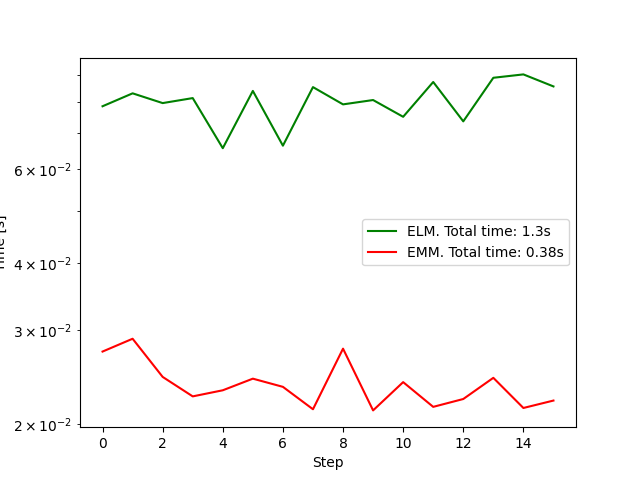 6 × 10⁻²
4 × 10⁻²
3 × 10⁻²
2 × 10⁻²
Time [s]
ELM. Total time: 1.3s
EMM. Total time: 0.38s
0 2 4 6 8 10 12 14
Step